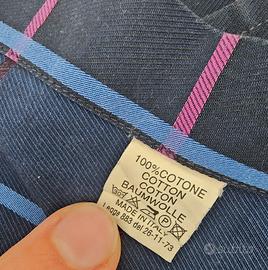 100% COTONE
COTTON
COTON
BAUMWOLLE
MADE IN ITALY
Legge 883 del 26-11-73